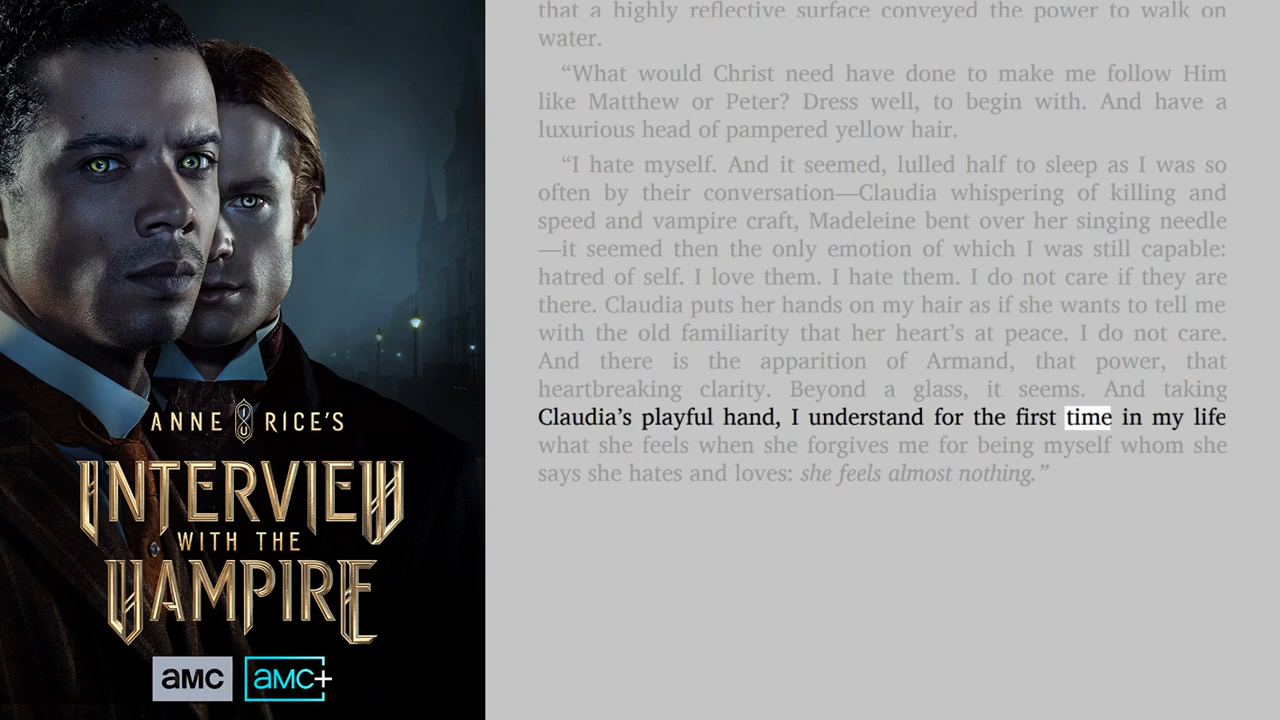 ANNE RICE'S
INTERVIEW
WITH THE
VAMPIRE
amc
amc+
that a highly reflective surface conveyed the power to walk on
water.
“What would Christ need have done to make me follow Him
like Matthew or Peter? Dress well, to begin with. And have a
luxurious head of pampered yellow hair.
“I hate myself. And it seemed, lulled half to sleep as I was so
often by their conversation—Claudia whispering of killing and
speed and vampire craft, Madeleine bent over her singing needle
—it seemed then the only emotion of which I was still capable:
hatred of self. I love them. I hate them. I do not care if they are
there. Claudia puts her hands on my hair as if she wants to tell me
with the old familiarity that her heart’s at peace. I do not care.
And there is the apparition of Armand, that power, that
heartbreaking clarity. Beyond a glass, it seems. And taking
Claudia’s playful hand, I understand for the first time in my life
what she feels when she forgives me for being myself whom she
says she hates and loves: she feels almost nothing.”